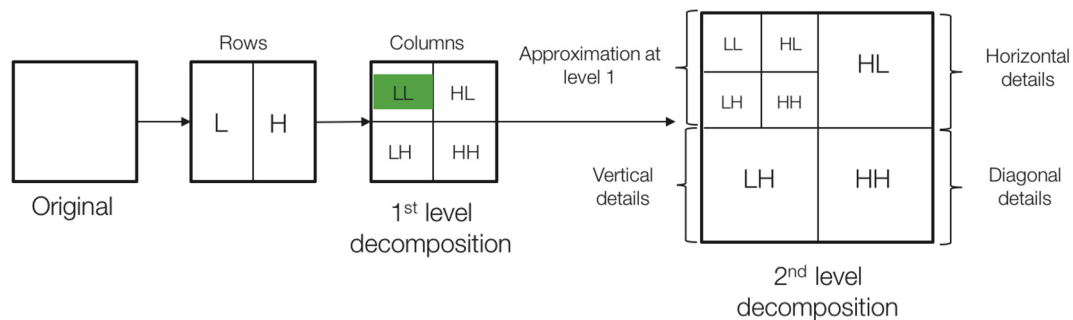 Original
Rows
L H
Columns
LL HL
LH HH
1st level
decomposition
Approximation at
level 1
Vertical
details
LL HL
LH HH
HL
LH HH
Horizontal
details
Diagonal
details
2nd level
decomposition